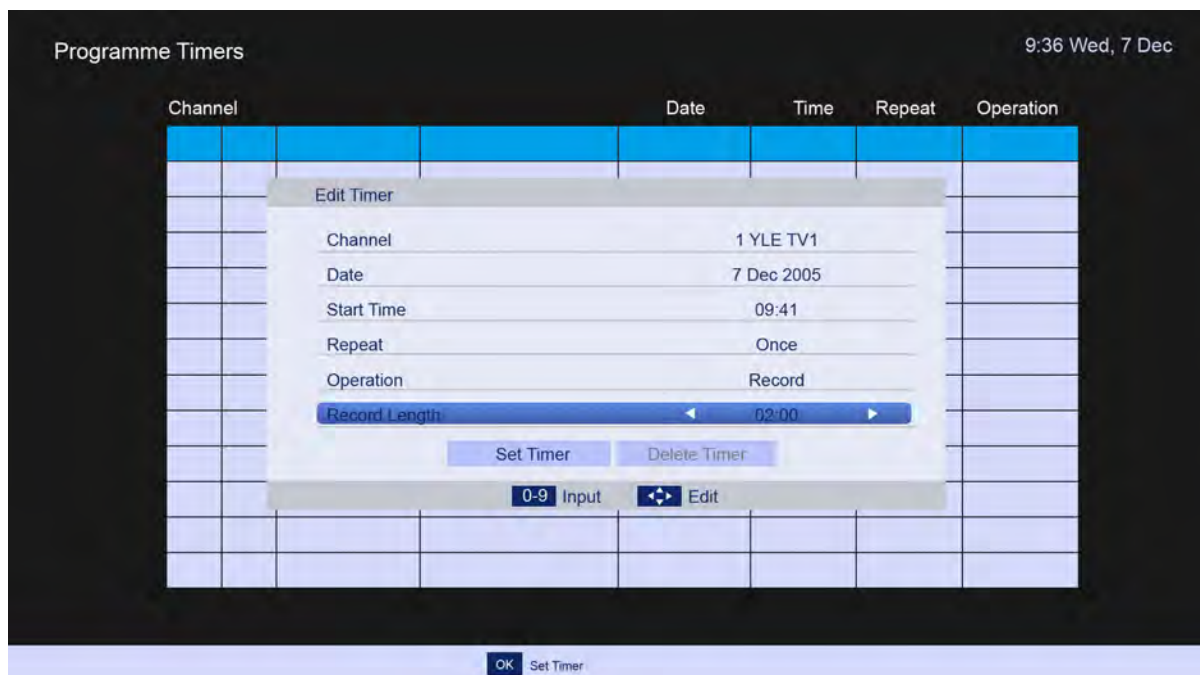 Programme Timers 9:36 Wed, 7 Dec
Channel Date Time Repeat Operation
Edit Timer
Channel 1 YLE TV1
Date 7 Dec 2005
Start Time 09:41
Repeat Once
Operation Record
Record Length 02:00
Set Timer Delete Timer
0-9 Input Edit
OK Set Timer